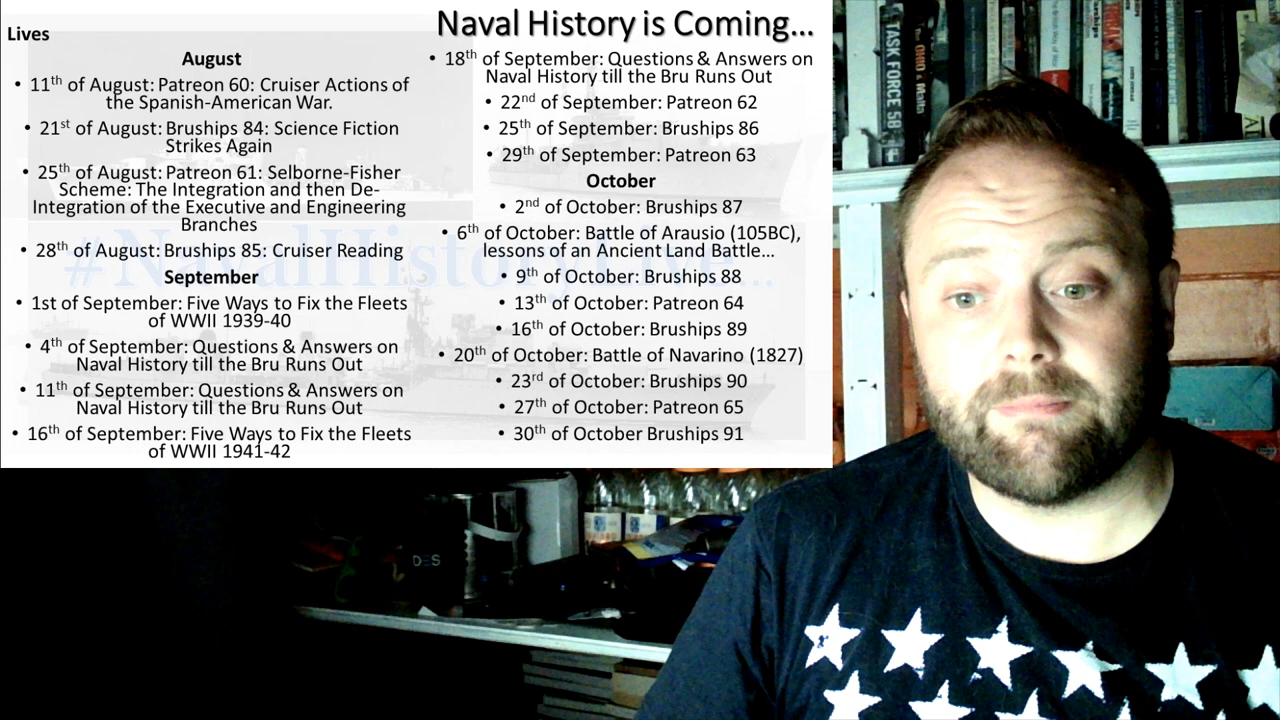 Lives
August
• 11th of August: Patreon 60: Cruiser Actions of
the Spanish-American War.
• 21st of August: Bruships 84: Science Fiction
Strikes Again
• 25th of August: Patreon 61: Selborne-Fisher
Scheme: The Integration and then De-
Integration of the Executive and Engineering
Branches
• 28th of August: Bruships 85: Cruiser Reading
September
• 1st of September: Five Ways to Fix the Fleets
of WWII 1939-40
• 4th of September: Questions & Answers on
Naval History till the Bru Runs Out
• 11th of September: Questions & Answers on
Naval History till the Bru Runs Out
• 16th of September: Five Ways to Fix the Fleets
of WWII 1941-42
Naval History is Coming...
• 18th of September: Questions & Answers on
Naval History till the Bru Runs Out
• 22nd of September: Patreon 62
• 25th of September: Bruships 86
• 29th of September: Patreon 63
October
• 2nd of October: Bruships 87
• 6th of October: Battle of Arausio (105BC),
lessons of an Ancient Land Battle...
• 9th of October: Bruships 88
• 13th of October: Patreon 64
• 16th of October: Bruships 89
• 20th of October: Battle of Navarino (1827)
• 23rd of October: Bruships 90
• 27th of October: Patreon 65
• 30th of October Bruships 91
TASK FORCE 58